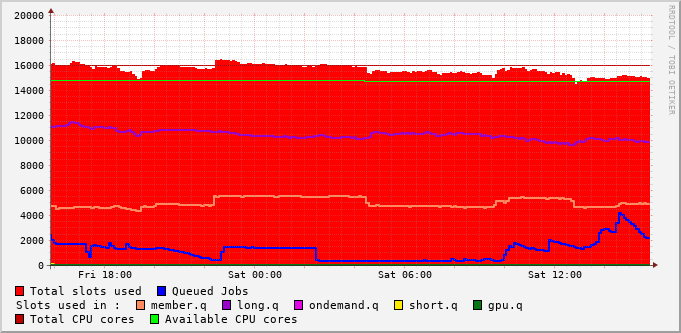 20000
18000
16000
14000
12000
10000
8000
6000
4000
2000
0
Fri 18:00 Sat 00:00 Sat 06:00 Sat 12:00
RRDTOOL / TOBI OETIKER
Total slots used Queued Jobs
Slots used in : member.q long.q ondemand.q short.q gpu.q
Total CPU cores Available CPU cores